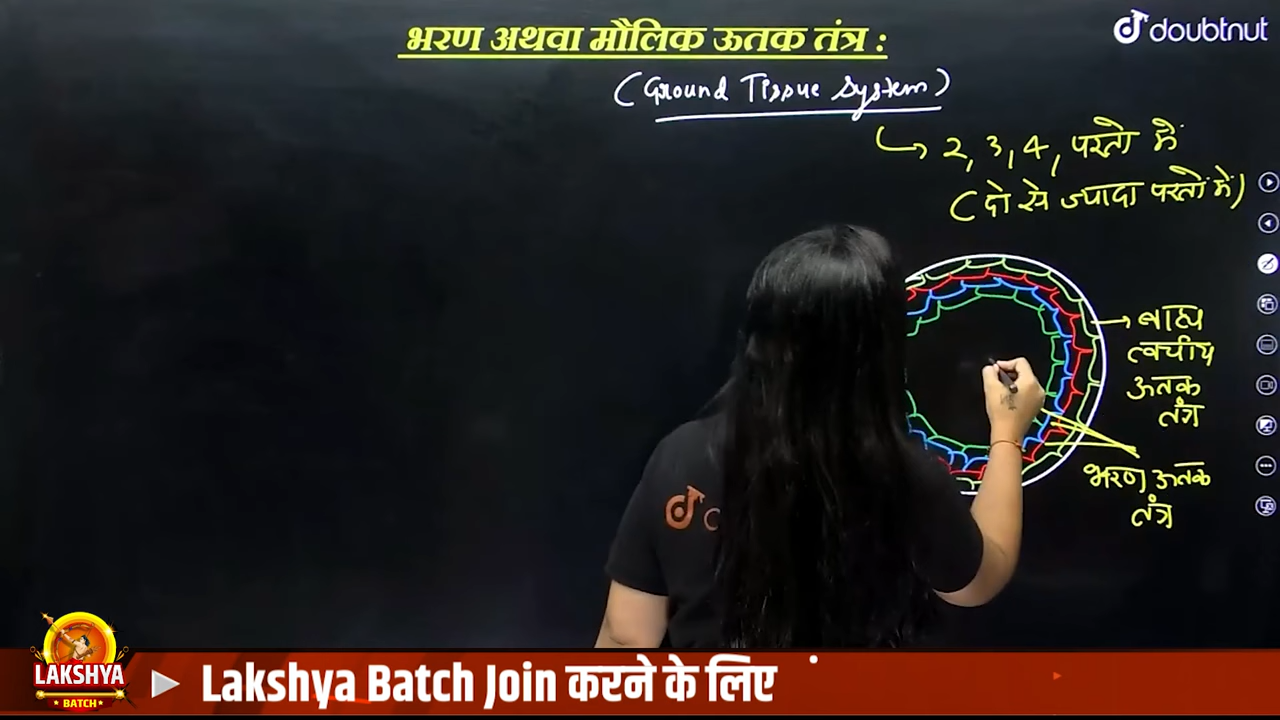 भरण अथवा मौलिक ऊतक तंत्र :
doubtnut
(Ground Tissue System)
2, 3, 4, परतो में
(दो से ज्यादा परतों में)
बाह्य
त्वचीय
ऊतक
तंत्र
भरण ऊतक
तंत्र
LAKSHYA
BATCH
Lakshya Batch Join करने के लिए